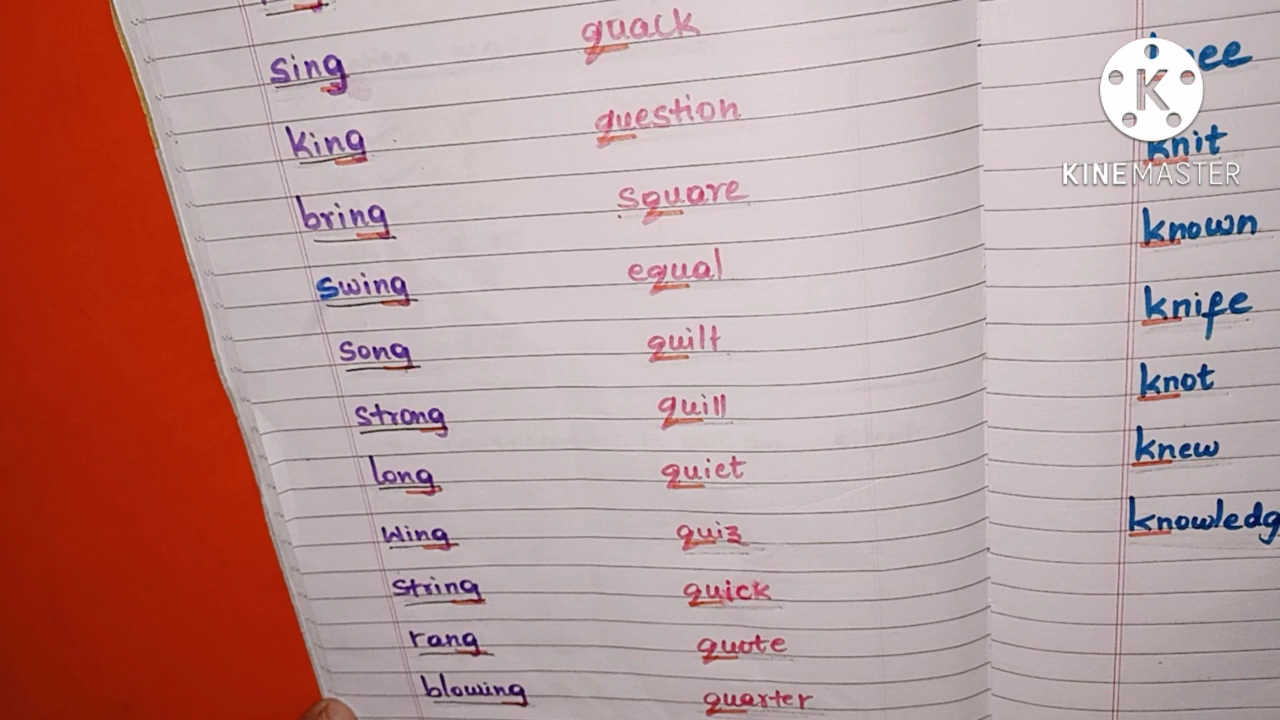 sing
king
bring
swing
song
strong
long
wing
string
rang
blowing
quack
question
square
equal
quilt
quill
quiet
quiz
quick
quote
quarter
knit
known
knife
knot
knew
knowledg
KINEMASTER